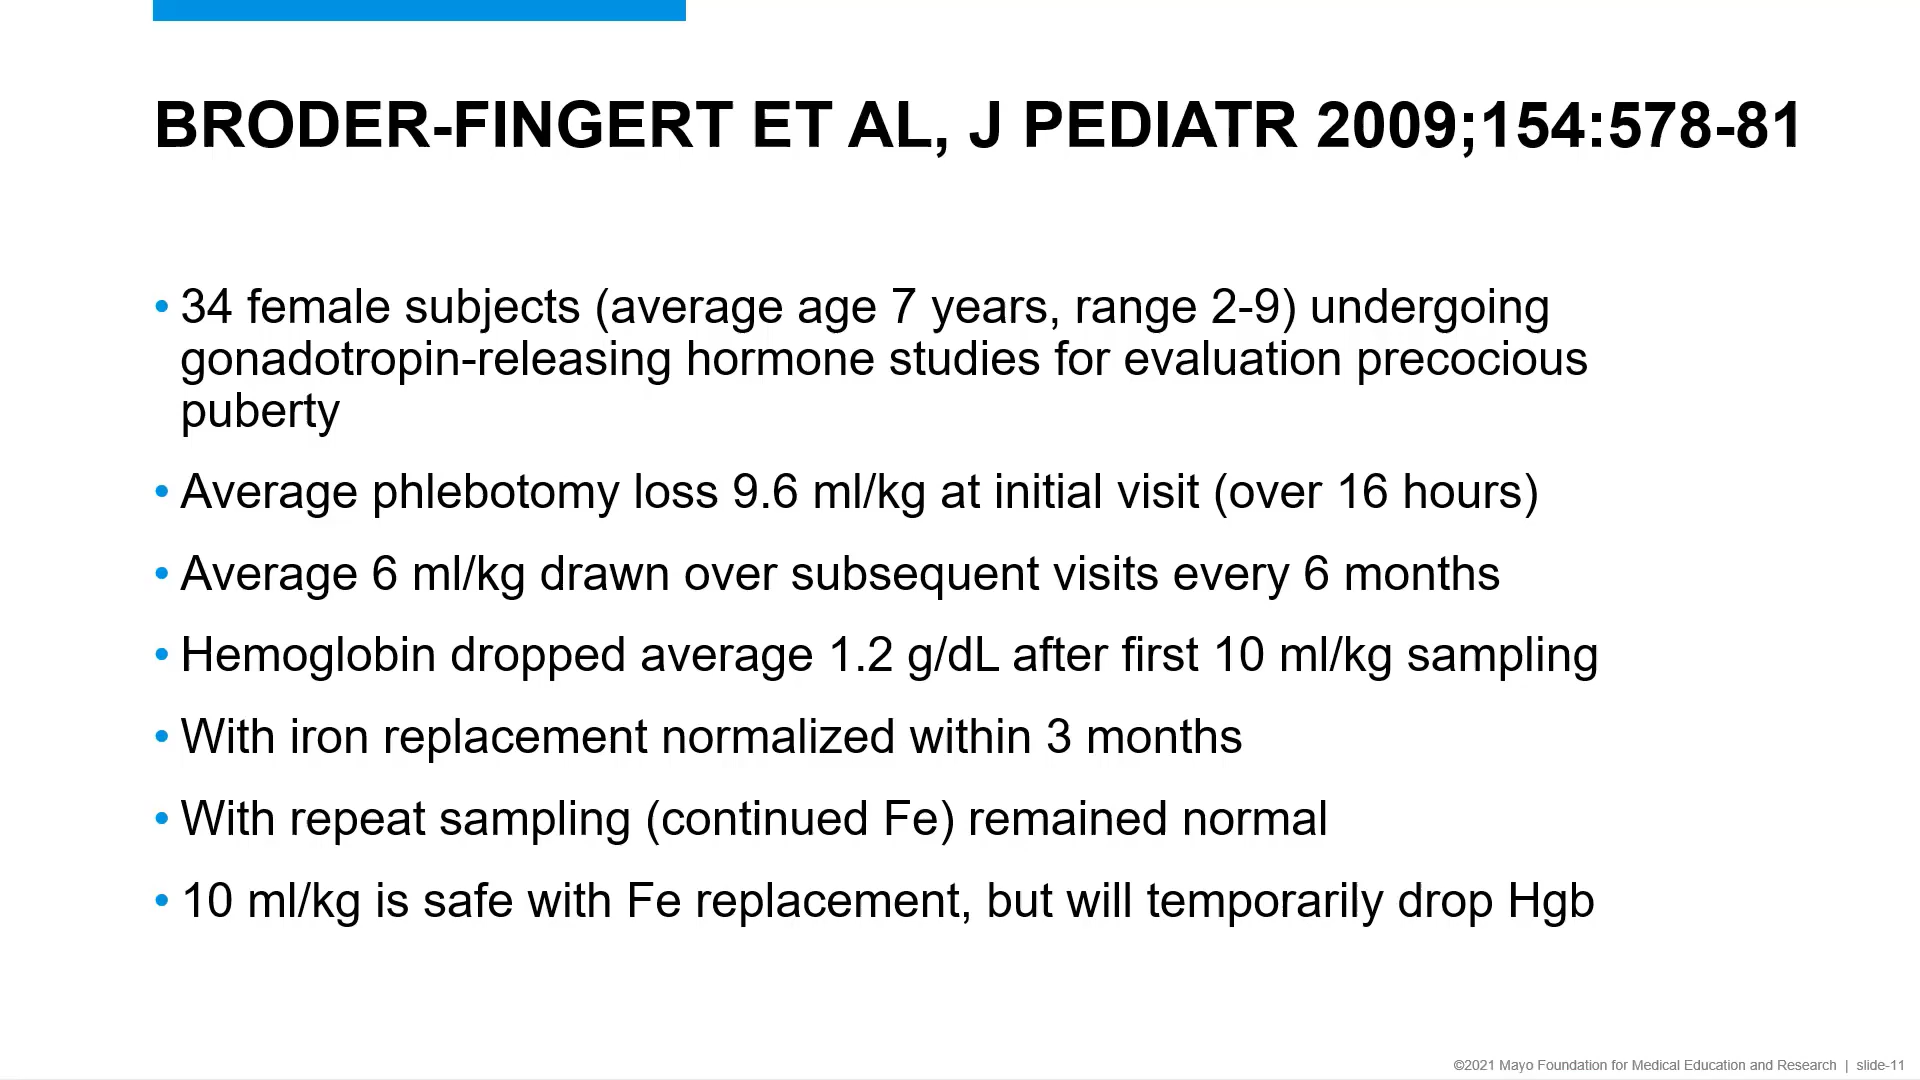 BRODER-FINGERT ET AL, J PEDIATR 2009;154:578-81
• 34 female subjects (average age 7 years, range 2-9) undergoing
gonadotropin-releasing hormone studies for evaluation precocious
puberty
• Average phlebotomy loss 9.6 ml/kg at initial visit (over 16 hours)
• Average 6 ml/kg drawn over subsequent visits every 6 months
• Hemoglobin dropped average 1.2 g/dL after first 10 ml/kg sampling
• With iron replacement normalized within 3 months
• With repeat sampling (continued Fe) remained normal
• 10 ml/kg is safe with Fe replacement, but will temporarily drop Hgb
©2021 Mayo Foundation for Medical Education and Research | slide-11